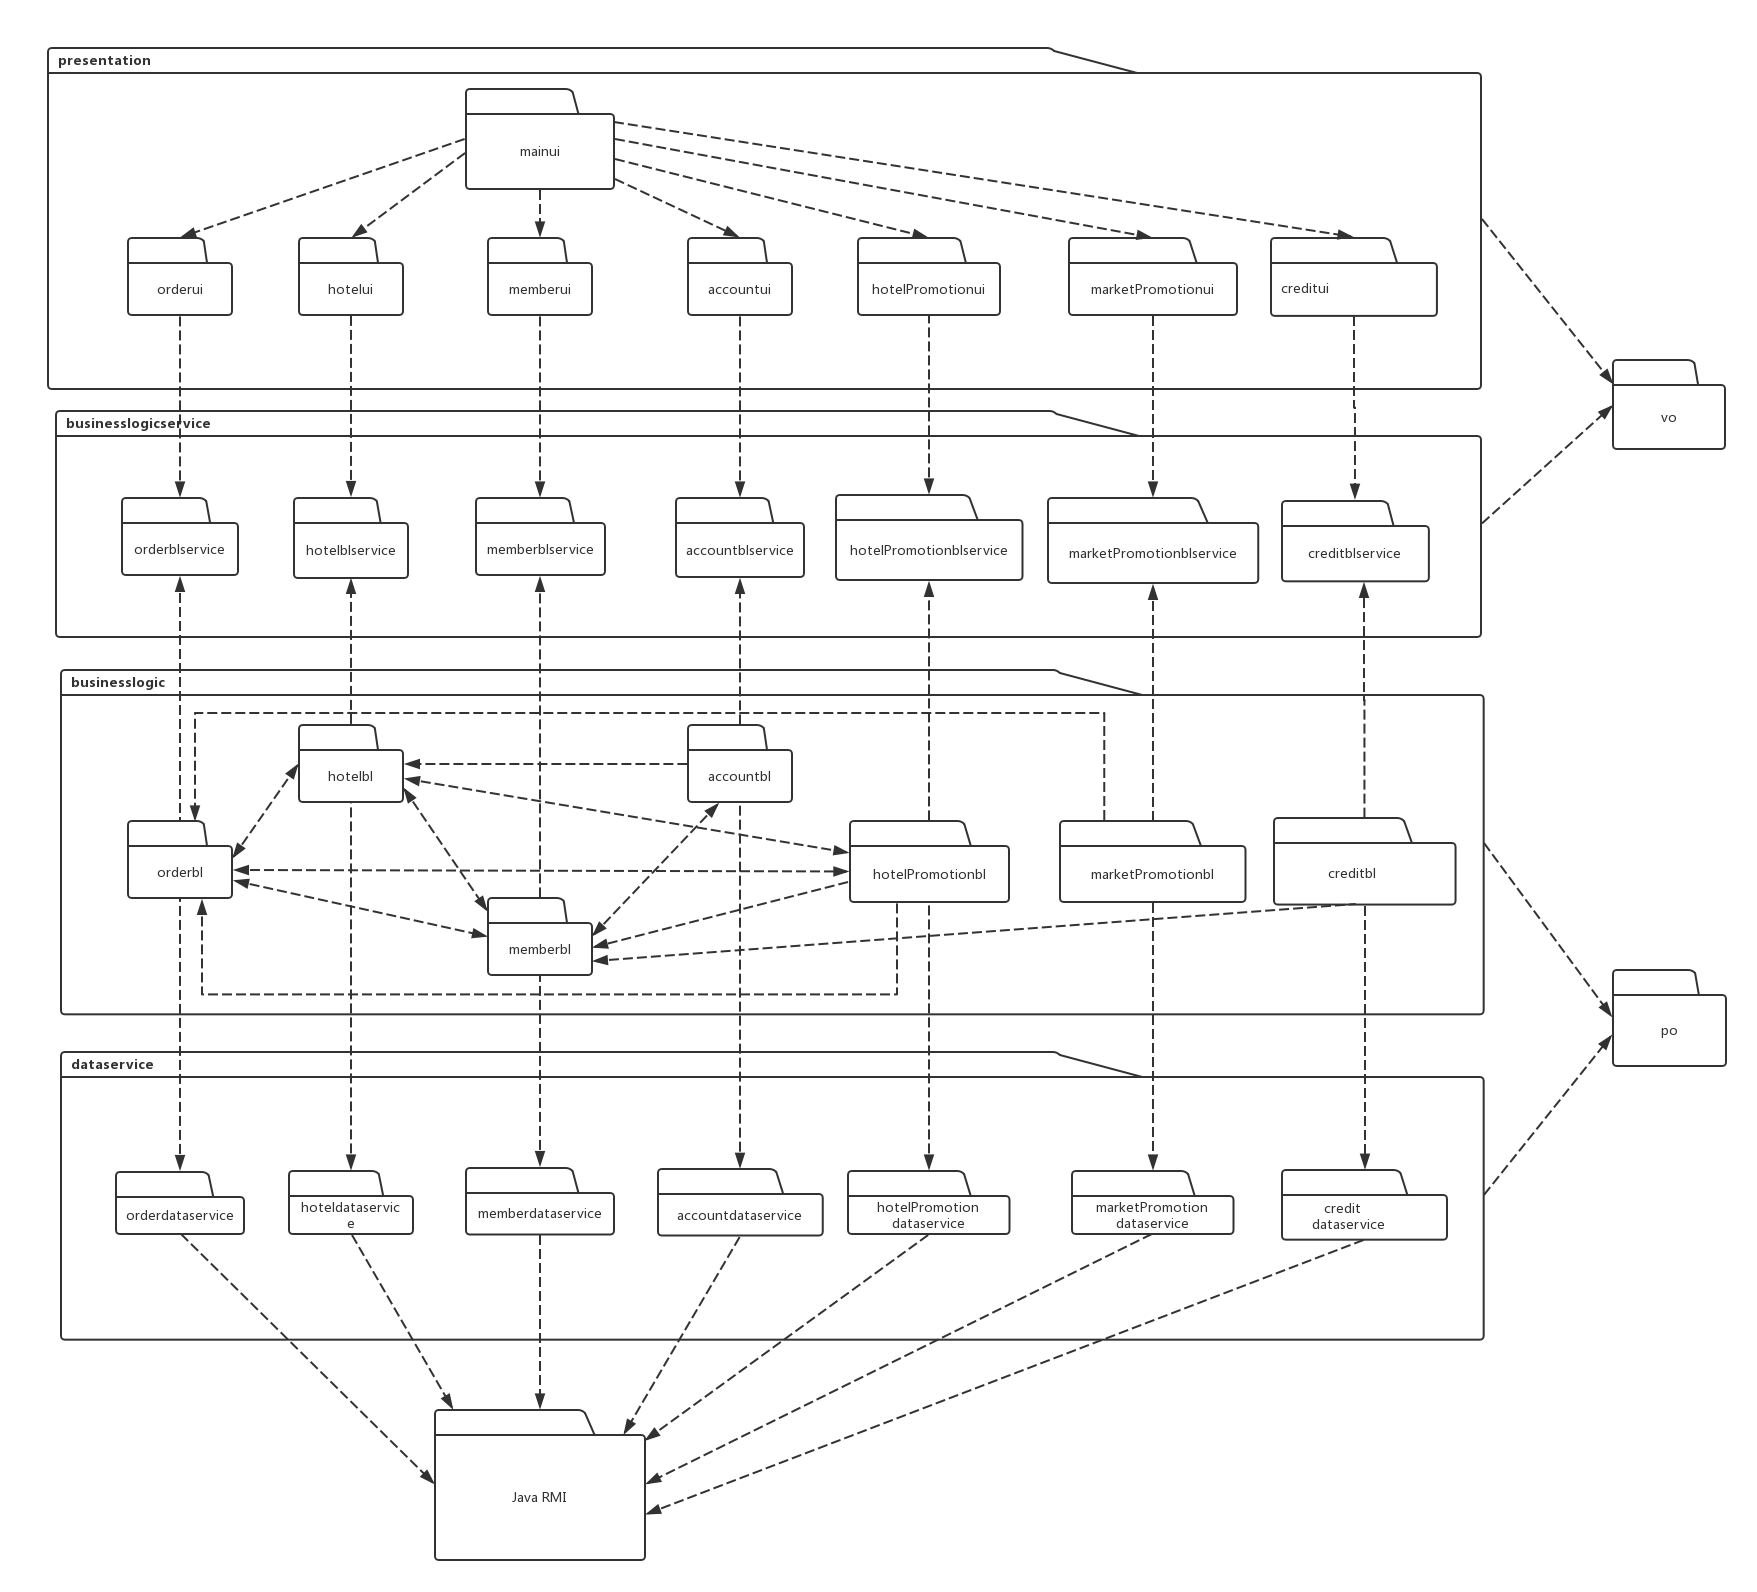 presentation
mainui
orderui
hotelui
memberui
accountui
hotelPromotionui
marketPromotionui
creditui
vo
businesslogicservice
orderblservice
hotelblservice
memberblservice
accountblservice
hotelPromotionblservice
marketPromotionblservice
creditblservice
businesslogic
hotelbl
accountbl
orderbl
hotelPromotionbl
marketPromotionbl
creditbl
memberbl
po
dataservice
orderdataservice
hoteldataservic
e
memberdataservice
accountdataservice
hotelPromotion
dataservice
marketPromotion
dataservice
credit
dataservice
Java RMI